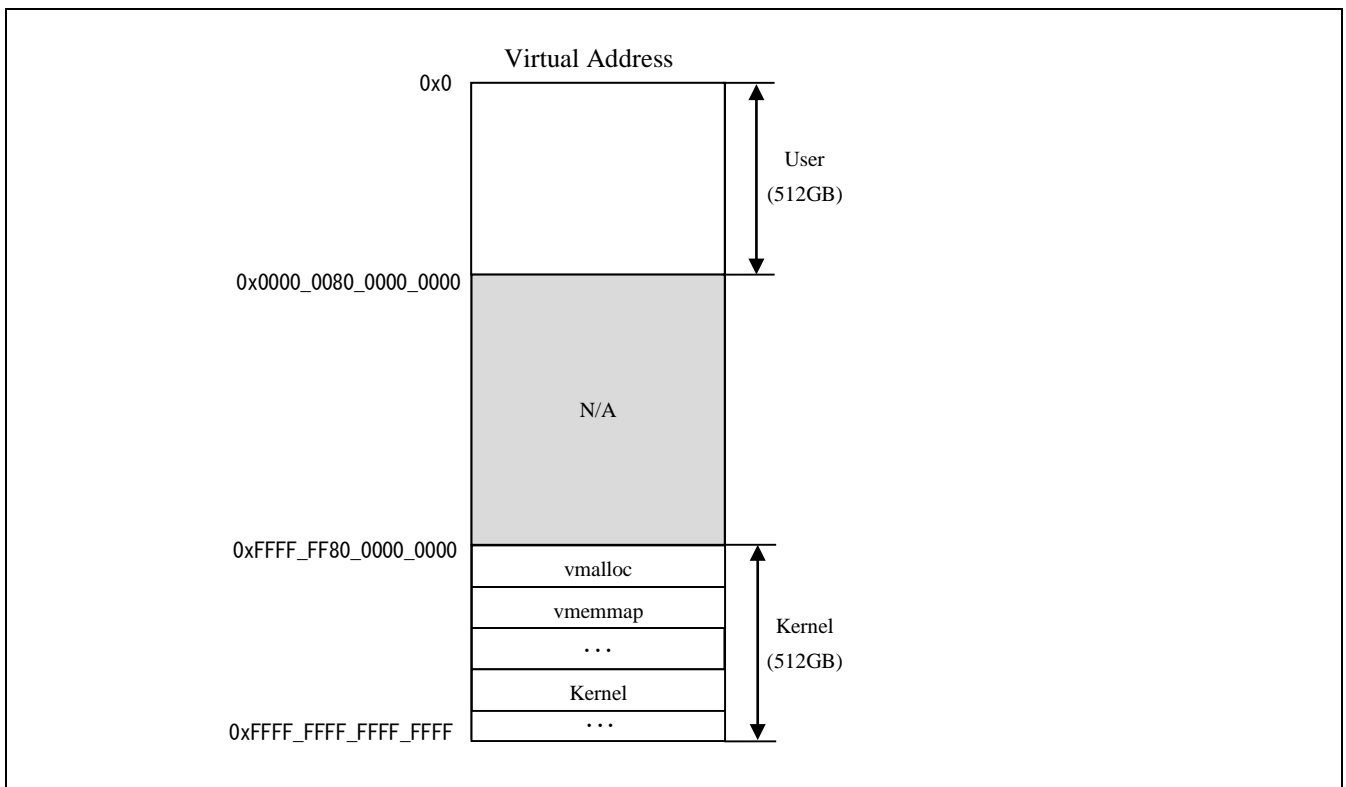 Virtual Address
0x0
User
(512GB)
0x0000_0080_0000_0000
N/A
0xFFFF_FF80_0000_0000
vmalloc
vmemmap
...
Kernel
(512GB)
Kernel
...
0xFFFF_FFFF_FFFF_FFFF